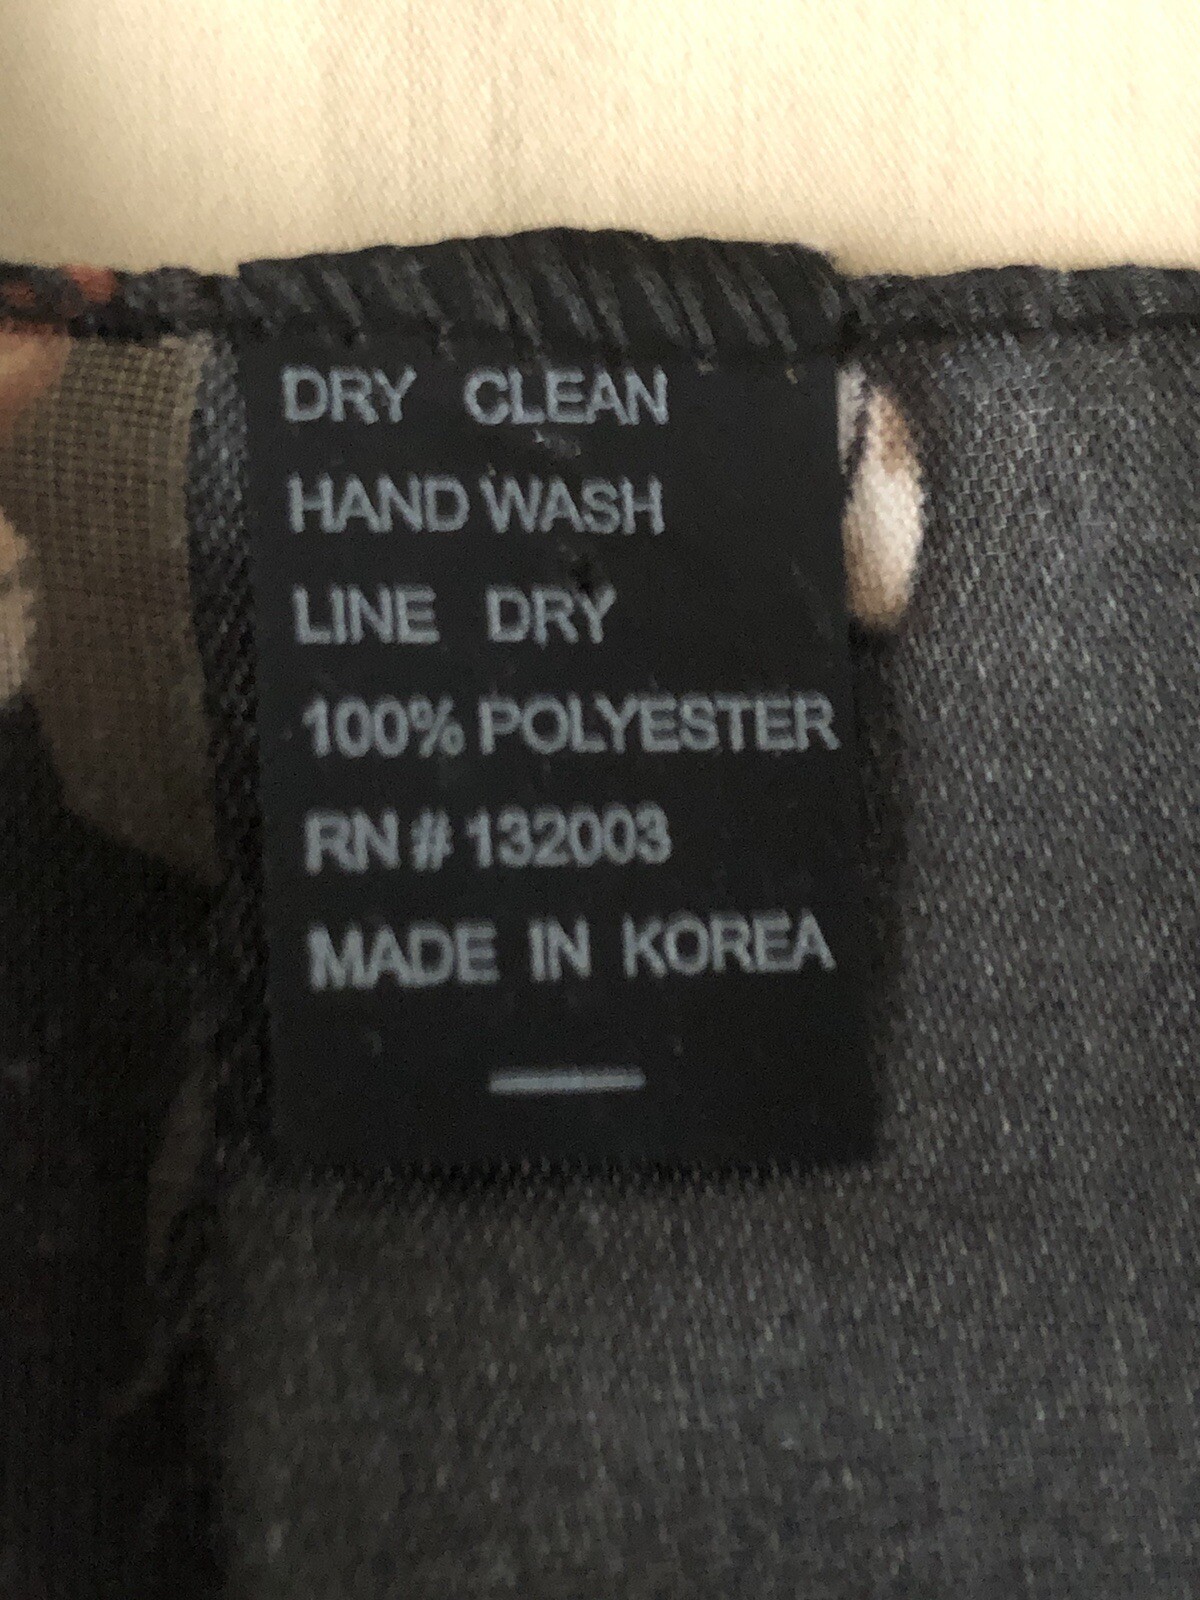 DRY CLEAN
HAND WASH
LINE DRY
100% POLYESTER
RN # 132003
MADE IN KOREA